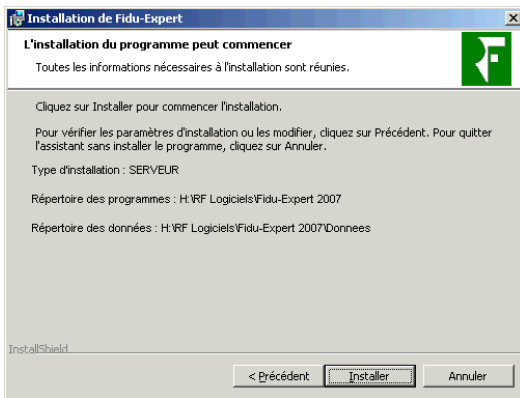 Installation de Fidu-Expert
L'installation du programme peut commencer
Toutes les informations nécessaires à l'installation sont réunies.
Cliquez sur Installer pour commencer l'installation.
Pour vérifier les paramètres d'installation ou les modifier, cliquez sur Précédent. Pour quitter
l'assistant sans installer le programme, cliquez sur Annuler.
Type d'installation : SERVEUR
Répertoire des programmes : H:\RF Logiciels\Fidu-Expert 2007
Répertoire des données : H:\RF Logiciels\Fidu-Expert 2007\Donnees
InstallShield
< Précédent Installer Annuler